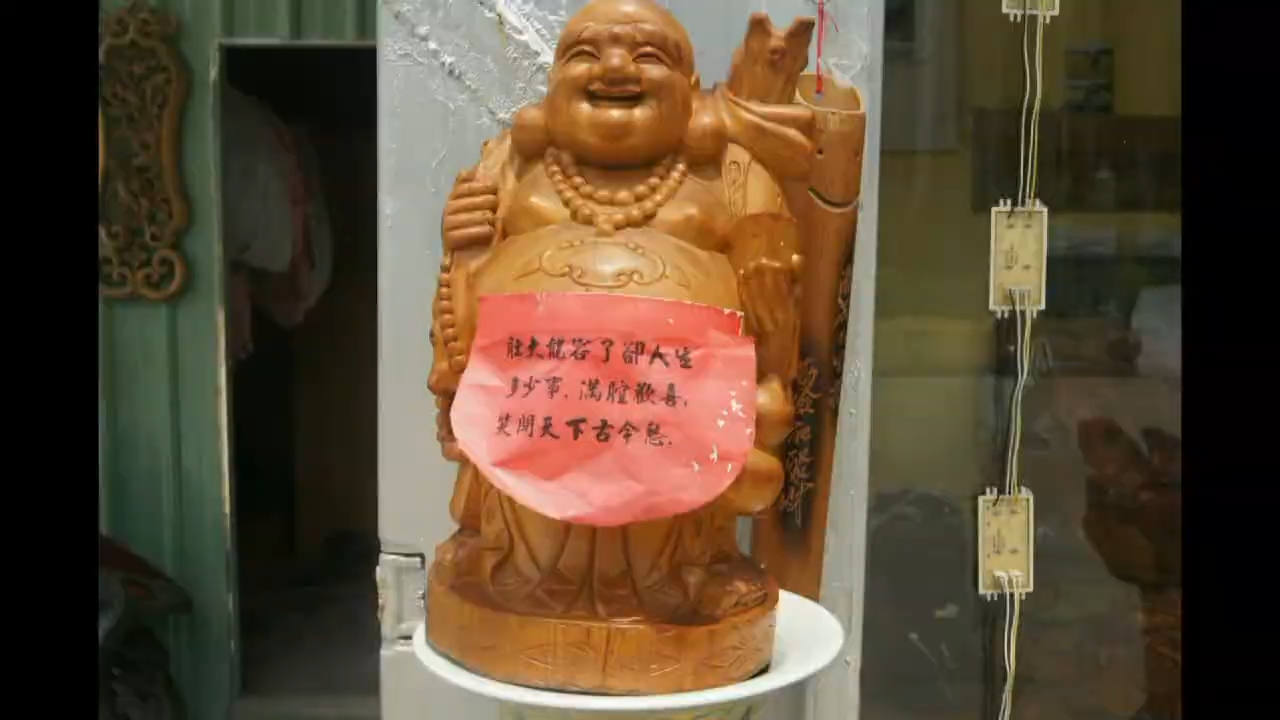 肚大能容了卻人生
多少事.滿腔歡喜.
笑開天下古今愁.